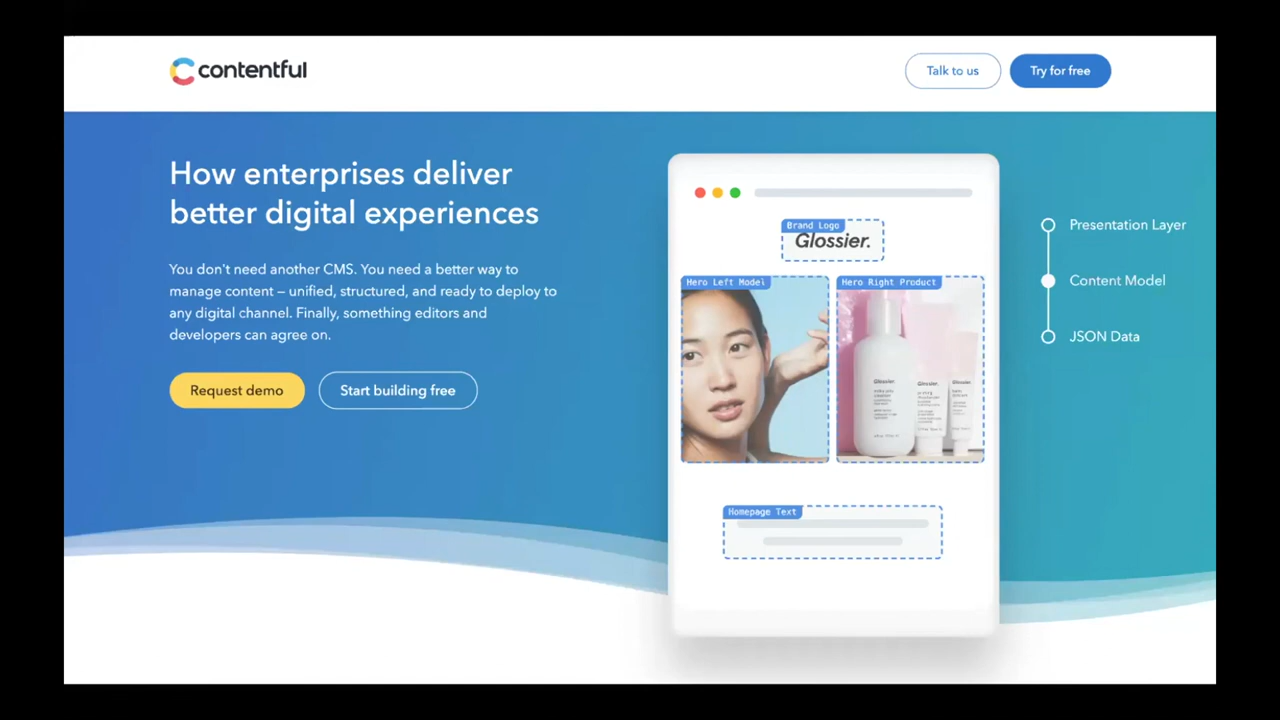 contentful
Talk to us
Try for free
How enterprises deliver
better digital experiences
You don't need another CMS. You need a better way to
manage content – unified, structured, and ready to deploy to
any digital channel. Finally, something editors and
developers can agree on.
Request demo
Start building free
Brand Logo
Glossier.
Hero Left Model
Hero Right Product
Glossier.
Glossier.
Glossier.
Homepage Text
Presentation Layer
Content Model
JSON Data